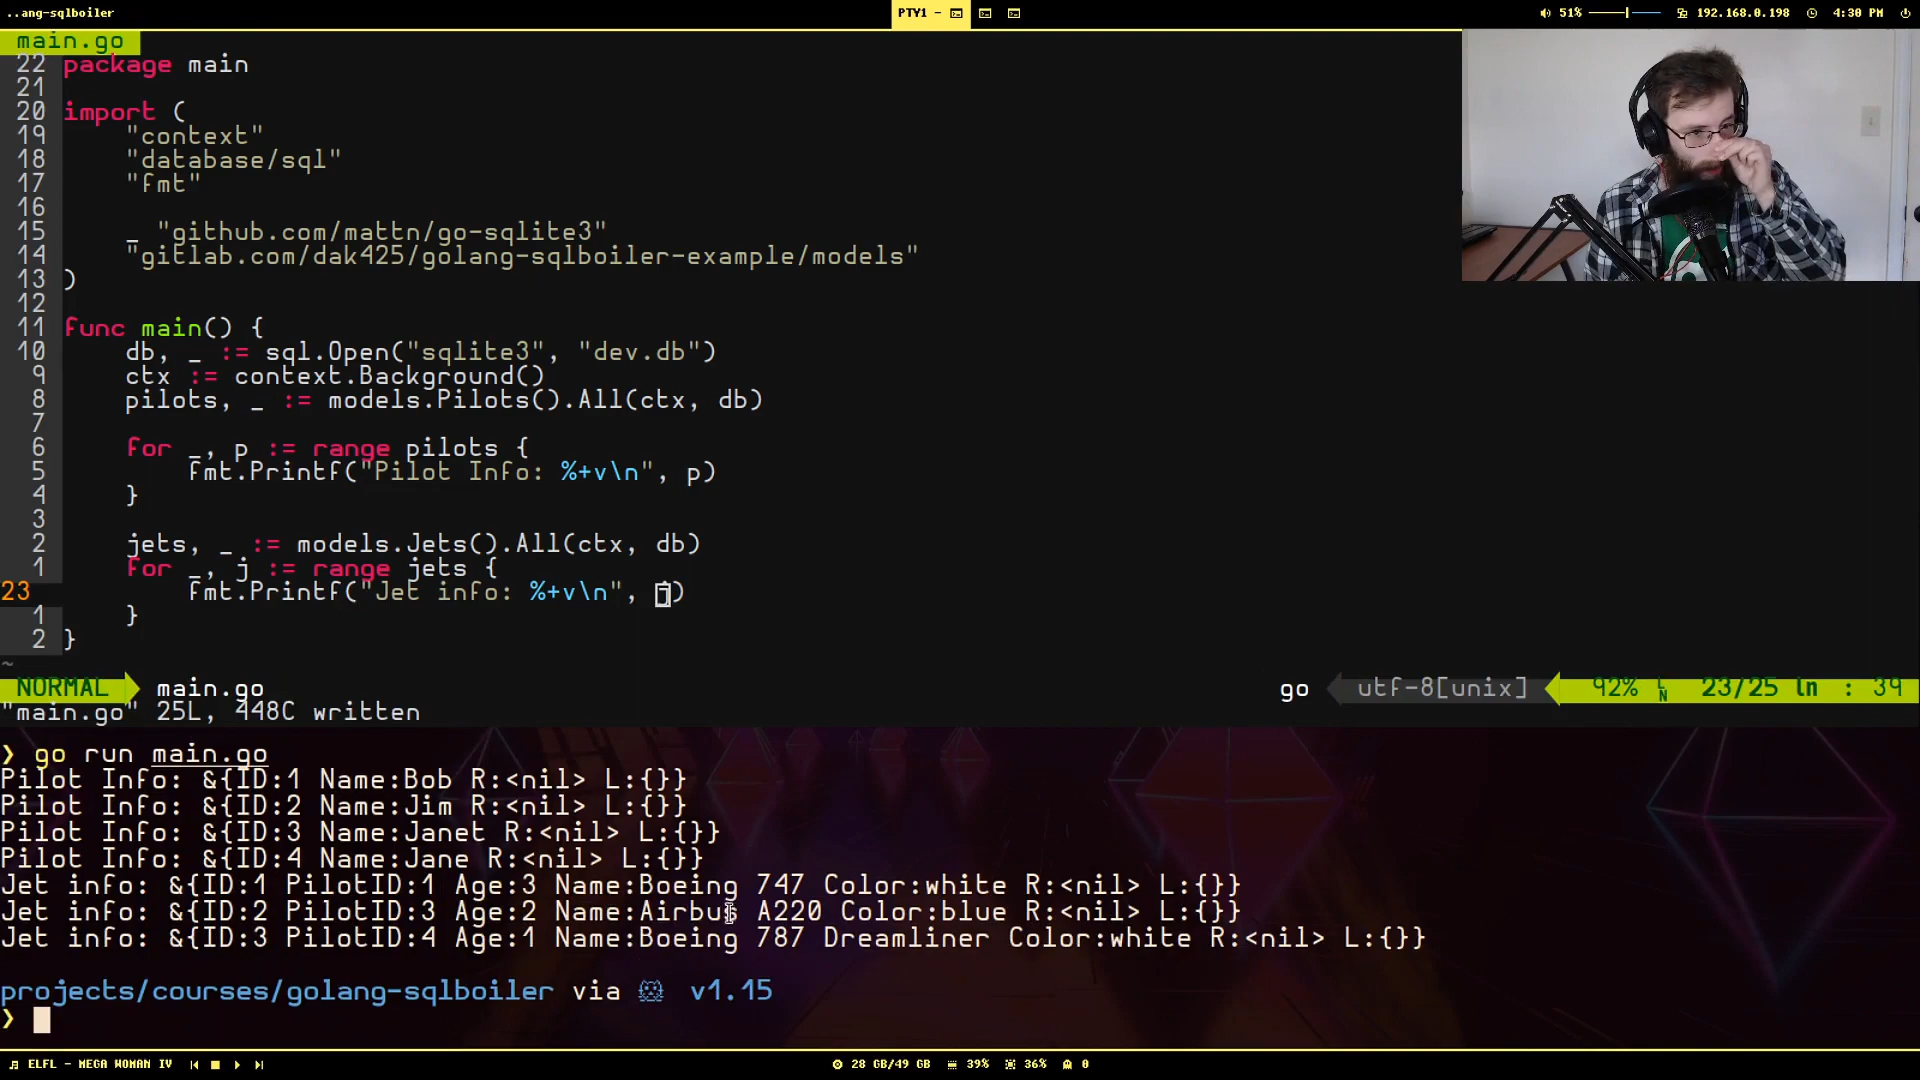 ..ang-sqlboiler
PTY1 -
51%
192.168.0.198
4:30 PM
main.go
22 package main
21
20 import (
19 "context"
18 "database/sql"
17 "fmt"
16
15 _ "github.com/mattn/go-sqlite3"
14 "gitlab.com/dak425/golang-sqlboiler-example/models"
13 )
12
11 func main() {
10 db, _ := sql.Open("sqlite3", "dev.db")
9 ctx := context.Background()
8 pilots, _ := models.Pilots().All(ctx, db)
7
6 for _, p := range pilots {
5 fmt.Printf("Pilot Info: %+v\n", p)
4 }
3
2 jets, _ := models.Jets().All(ctx, db)
1 for _, j := range jets {
23 fmt.Printf("Jet info: %+v\n", j)
1 }
2 }
~
NORMAL main.go go utf-8[unix] 92% LN 23/25 ln : 39
"main.go" 25L, 448C written
❯ go run main.go
Pilot Info: &{ID:1 Name:Bob R:<nil> L:{}}
Pilot Info: &{ID:2 Name:Jim R:<nil> L:{}}
Pilot Info: &{ID:3 Name:Janet R:<nil> L:{}}
Pilot Info: &{ID:4 Name:Jane R:<nil> L:{}}
Jet info: &{ID:1 PilotID:1 Age:3 Name:Boeing 747 Color:white R:<nil> L:{}}
Jet info: &{ID:2 PilotID:3 Age:2 Name:Airbus A220 Color:blue R:<nil> L:{}}
Jet info: &{ID:3 PilotID:4 Age:1 Name:Boeing 787 Dreamliner Color:white R:<nil> L:{}}
projects/courses/golang-sqlboiler via v1.15
❯
ELFL - MEGA WOMAN IV
28 GB/49 GB
39%
36%
0